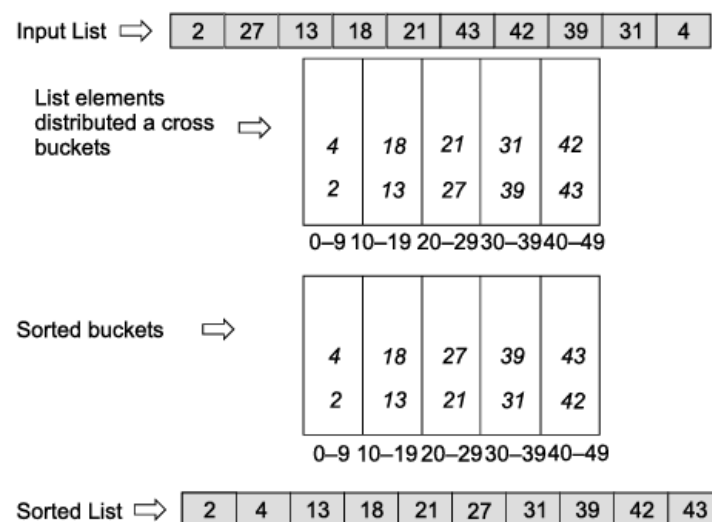 Input List 2 27 13 18 21 43 42 39 31 4
List elements
distributed a cross
buckets
4 18 21 31 42
2 13 27 39 43
0–9 10–19 20–29 30–39 40–49
Sorted buckets
4 18 27 39 43
2 13 21 31 42
0–9 10–19 20–29 30–39 40–49
Sorted List 2 4 13 18 21 27 31 39 42 43